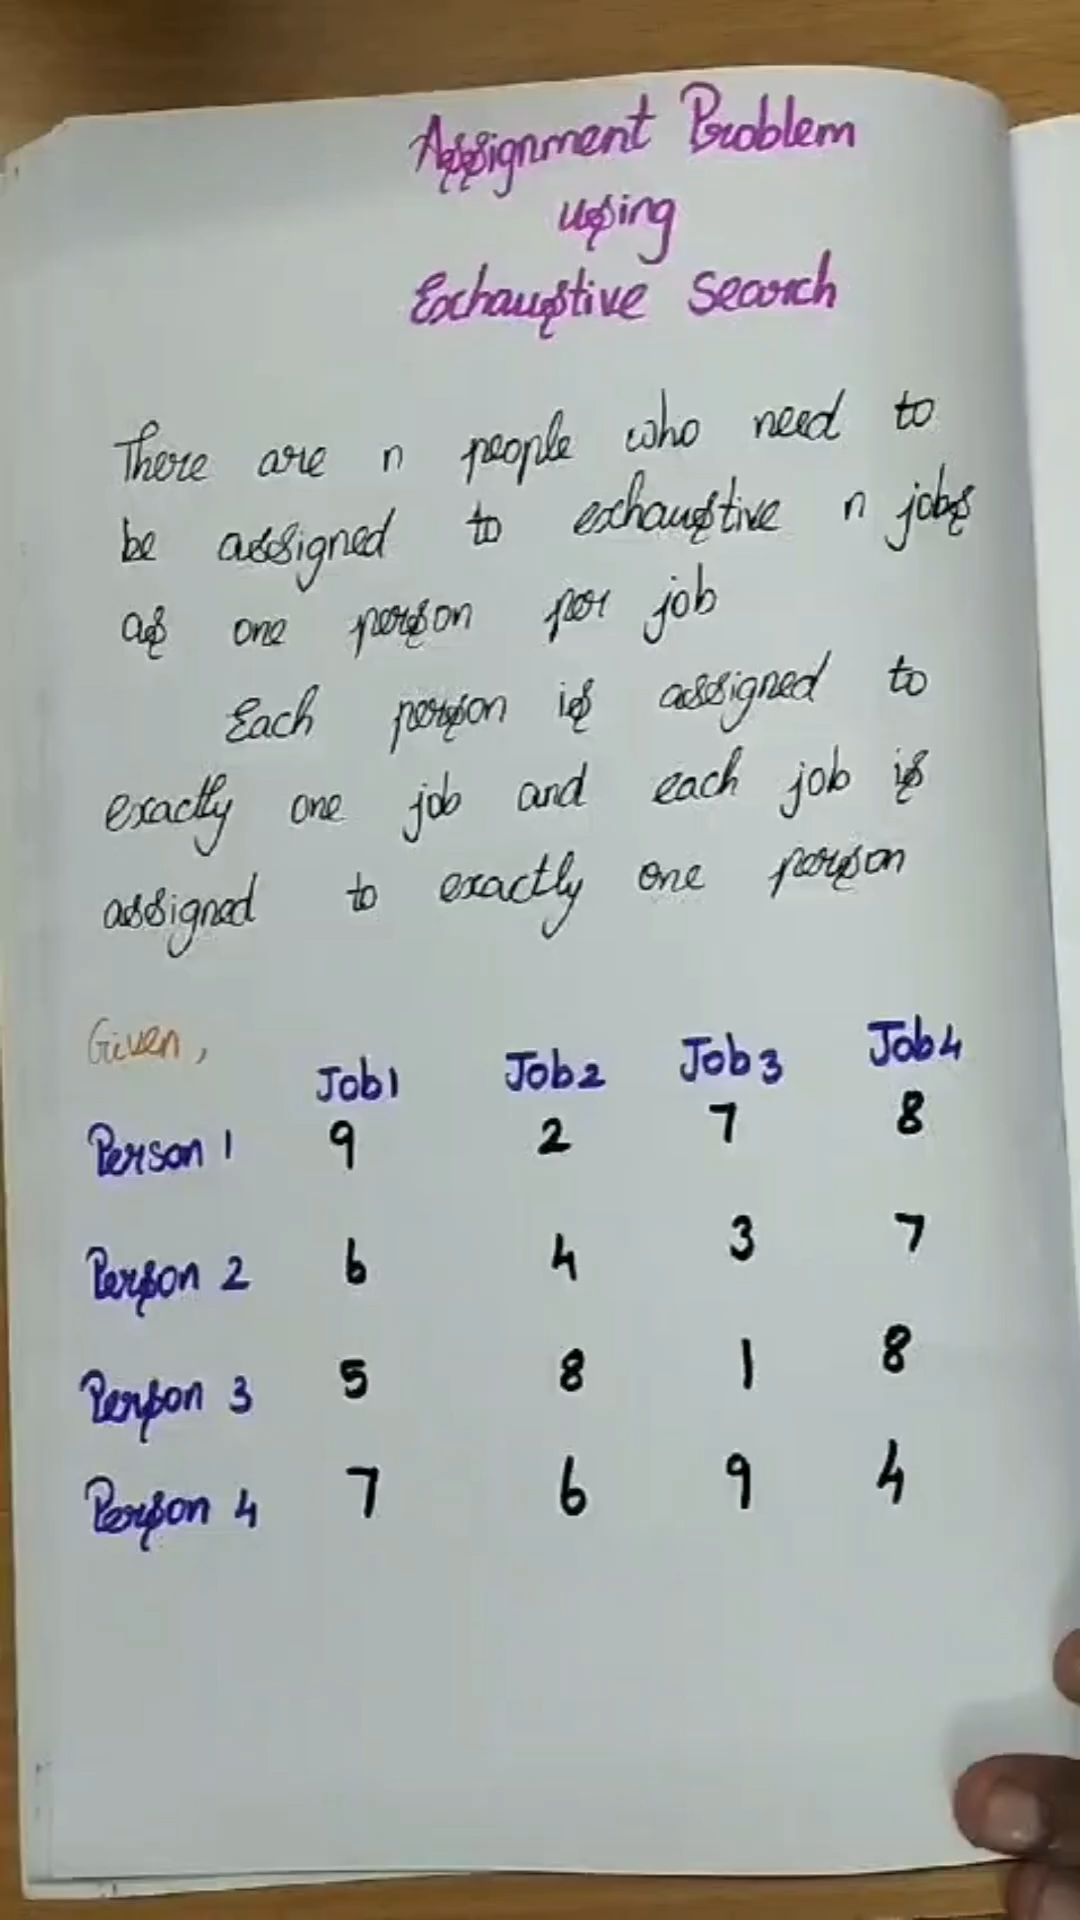 Assignment Problem
using
Exhaustive search
There are n people who need to
be assigned to exhaustive n jobs
as one person per job
Each person is assigned to
exactly one job and each job is
assigned to exactly one person
Given,
Job1 Job2 Job3 Job4
Person 1 9 2 7 8
Person 2 6 4 3 7
Person 3 5 8 1 8
Person 4 7 6 9 4